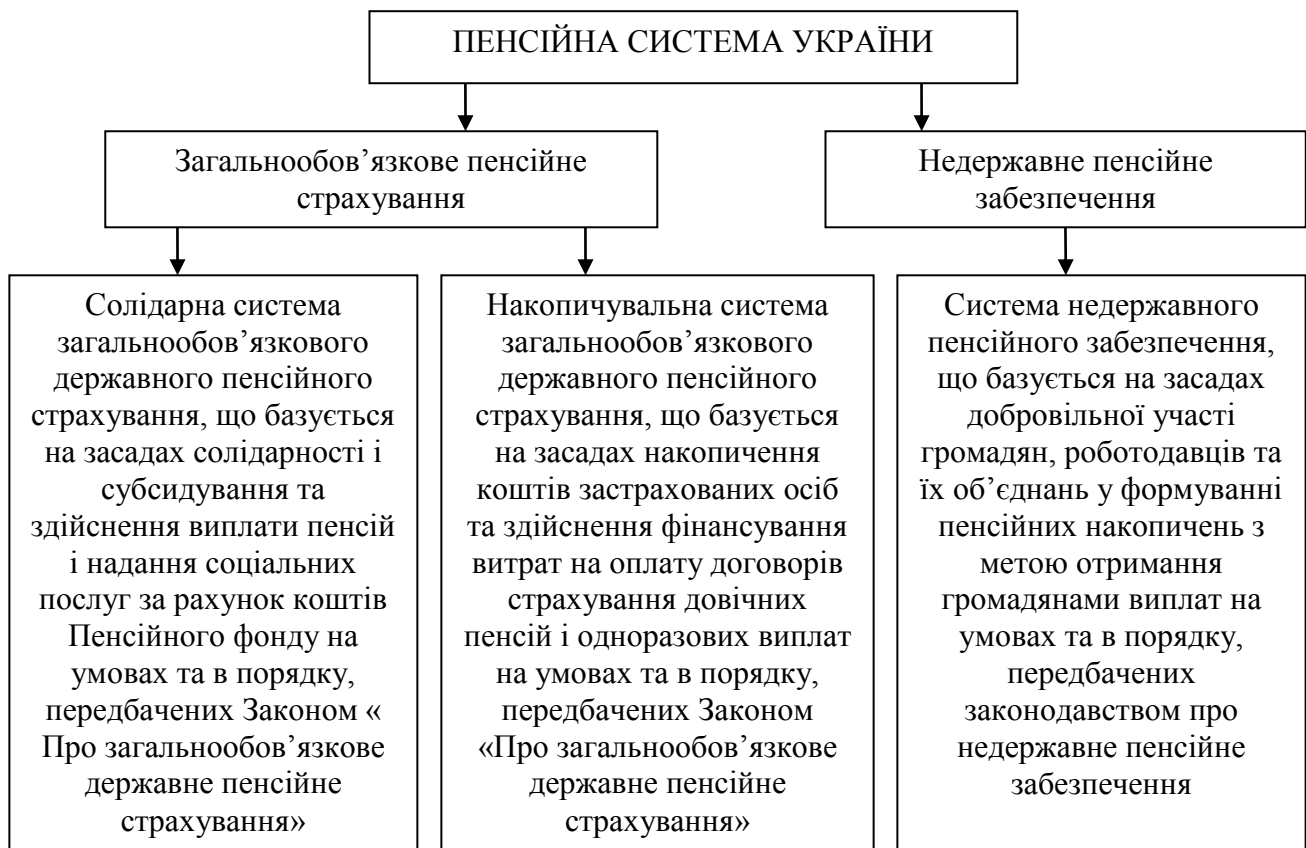 ПЕНСІЙНА СИСТЕМА УКРАЇНИ
Загальнообов’язкове пенсійне
страхування
Недержавне пенсійне
забезпечення
Солідарна система
загальнообов’язкового
державного пенсійного
страхування, що базується
на засадах солідарності і
субсидування та
здійснення виплати пенсій
і надання соціальних
послуг за рахунок коштів
Пенсійного фонду на
умовах та в порядку,
передбачених Законом «
Про загальнообов’язкове
державне пенсійне
страхування»
Накопичувальна система
загальнообов’язкового
державного пенсійного
страхування, що базується
на засадах накопичення
коштів застрахованих осіб
та здійснення фінансування
витрат на оплату договорів
страхування довічних
пенсій і одноразових виплат
на умовах та в порядку,
передбачених Законом
«Про загальнообов’язкове
державне пенсійне
страхування»
Система недержавного
пенсійного забезпечення,
що базується на засадах
добровільної участі
громадян, роботодавців та
їх об’єднань у формуванні
пенсійних накопичень з
метою отримання
громадянами виплат на
умовах та в порядку,
передбачених
законодавством про
недержавне пенсійне
забезпечення